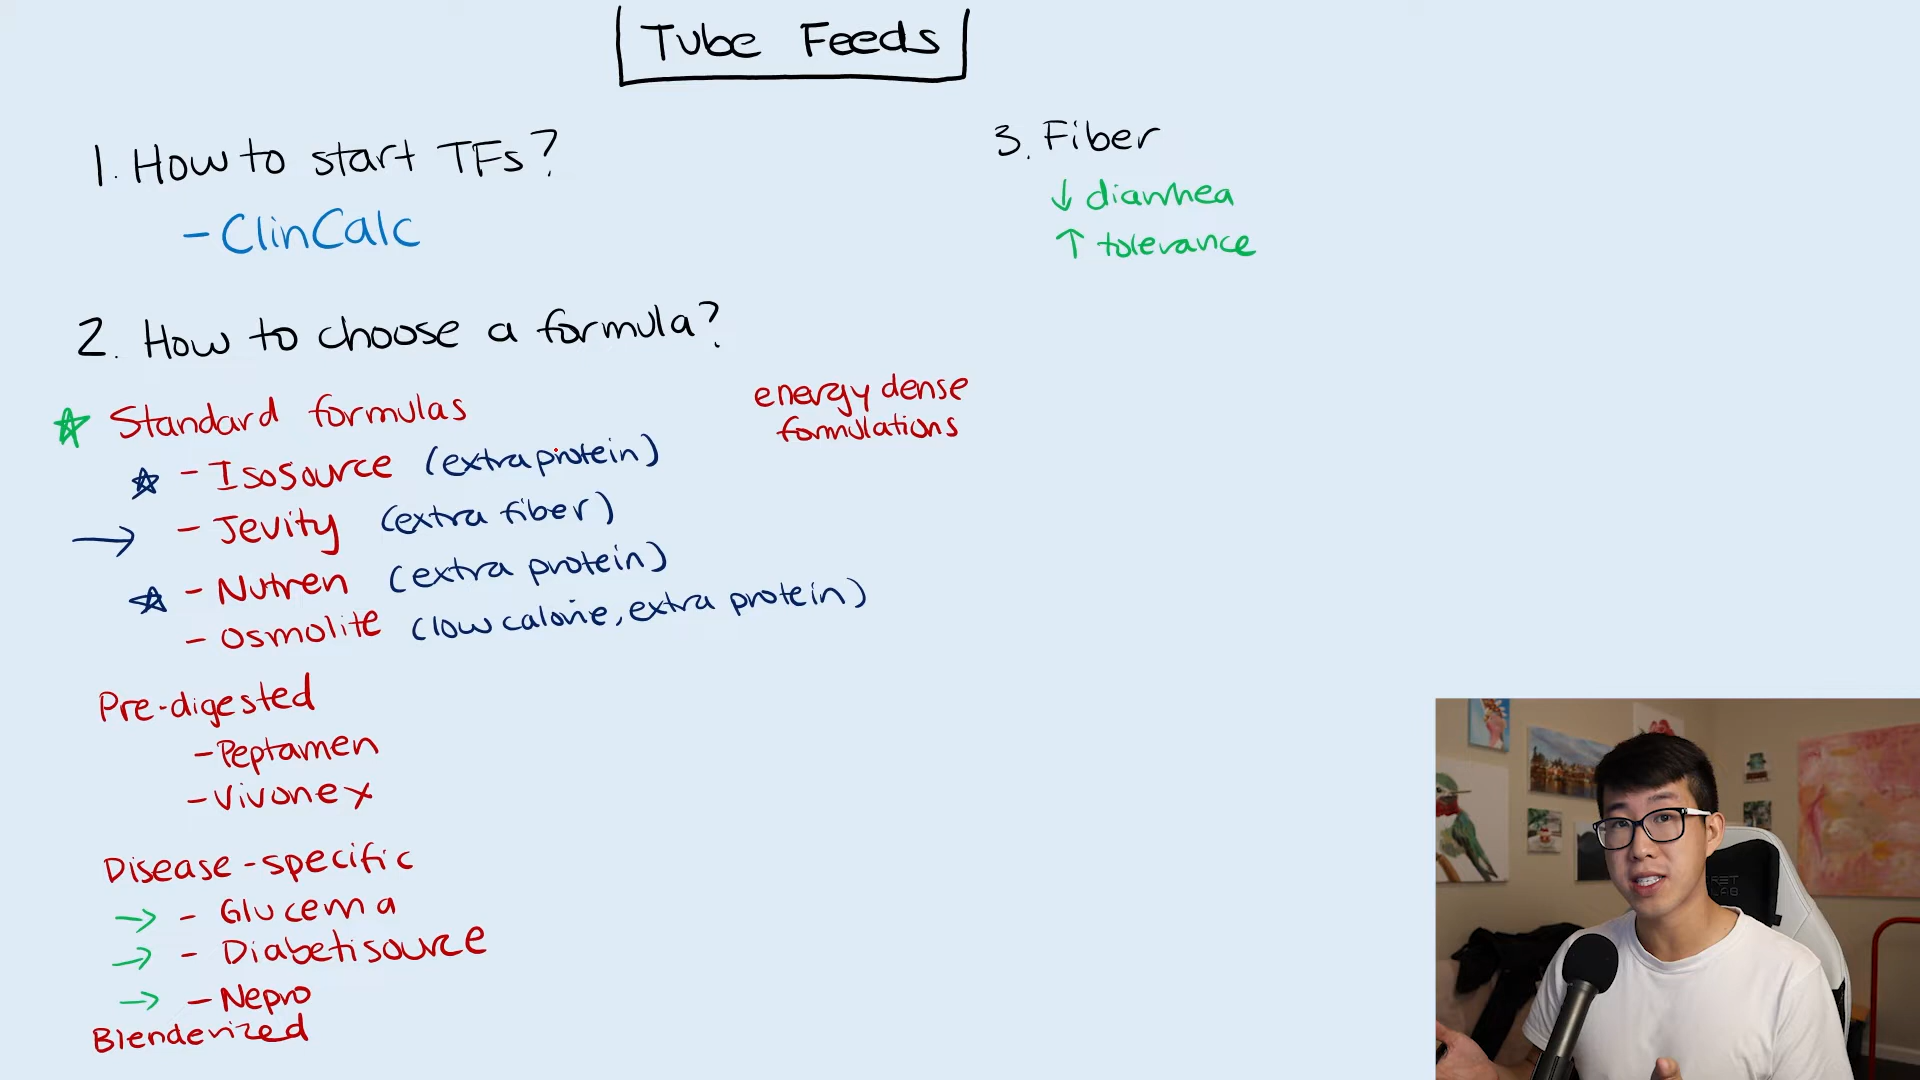 Tube Feeds
1. How to start TFs?
- ClinCalc
2. How to choose a formula?
Standard formulas
energy dense
formulations
- Isosource (extra protein)
- Jevity (extra fiber)
- Nutren (extra protein)
- Osmolite (low calorie, extra protein)
Pre-digested
- Peptamen
- Vivonex
Disease-specific
- Glucerna
- Diabetisource
- Nepro
Blenderized
3. Fiber
↓ diarrhea
↑ tolerance